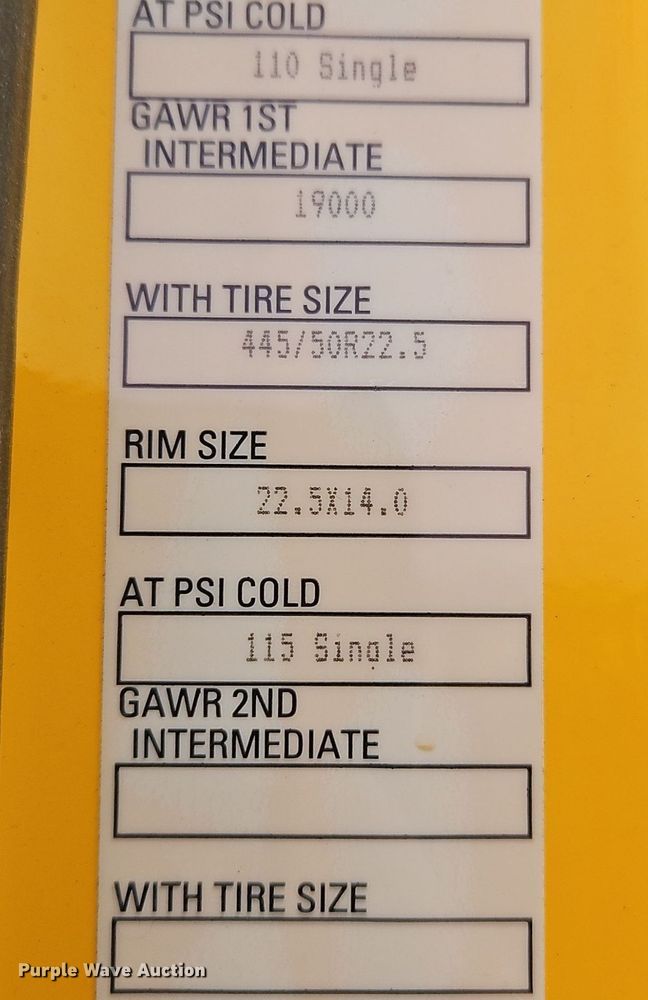 AT PSI COLD
110 Single
GAWR 1ST
INTERMEDIATE
19000
WITH TIRE SIZE
445/50R22.5
RIM SIZE
22.5X14.0
AT PSI COLD
115 Single
GAWR 2ND
INTERMEDIATE
WITH TIRE SIZE
Purple Wave Auction